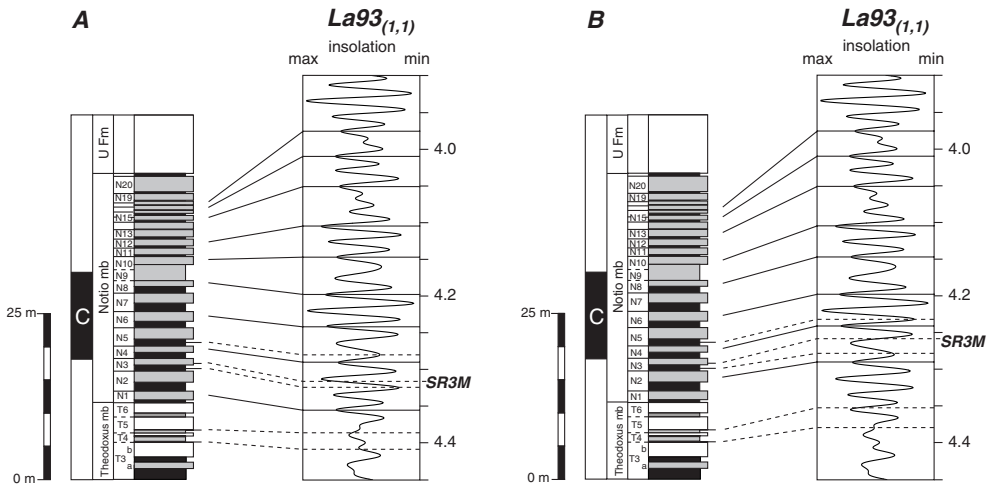 A
La93(1,1)
insolation
max min
U Fm
Notio mb
Theodoxus mb
C
25 m
0 m
N20
N19
N15
N13
N12
N11
N10
N9
N8
N7
N6
N5
N4
N3
N2
N1
T6
T5
T4
b
T3
a
4.0
4.2
SR3M
4.4
B
La93(1,1)
insolation
max min
U Fm
Notio mb
Theodoxus mb
C
25 m
0 m
N20
N19
N15
N13
N12
N11
N10
N9
N8
N7
N6
N5
N4
N3
N2
N1
T6
T5
T4
b
T3
a
4.0
4.2
SR3M
4.4